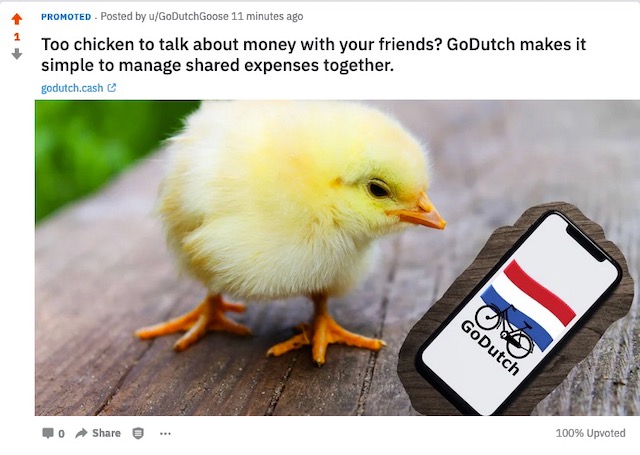 PROMOTED · Posted by u/GoDutchGoose 11 minutes ago
1
Too chicken to talk about money with your friends? GoDutch makes it
simple to manage shared expenses together.
godutch.cash
GoDutch
0 Share ··· 100% Upvoted